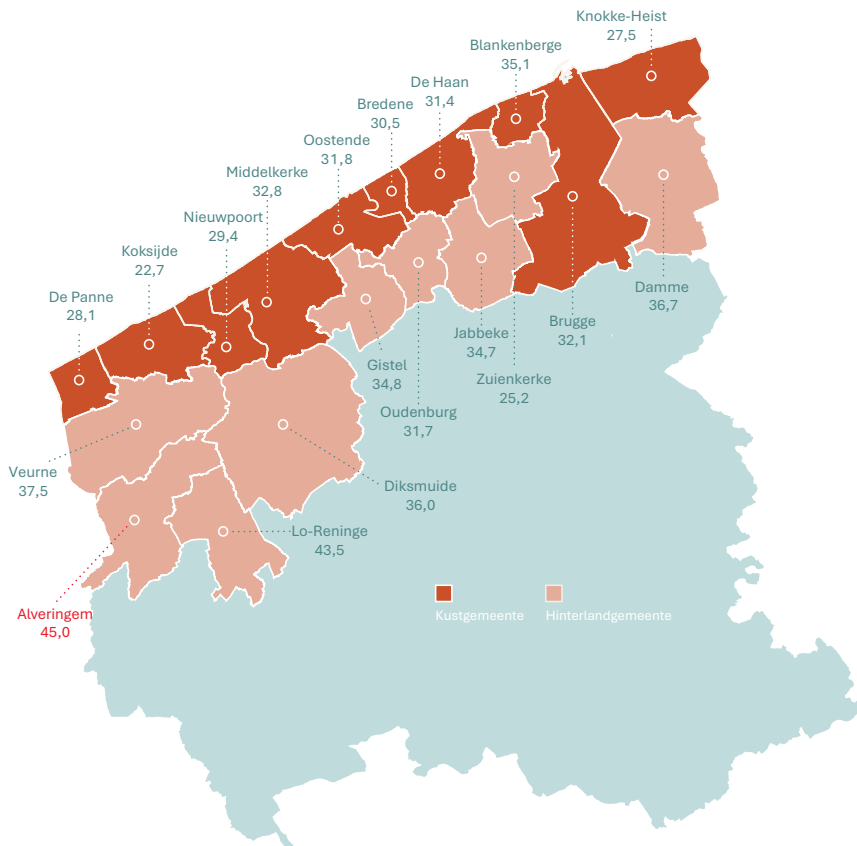 Knokke-Heist
27,5
Blankenberge
35,1
De Haan
31,4
Bredene
30,5
Oostende
31,8
Middelkerke
32,8
Nieuwpoort
29,4
Koksijde
22,7
De Panne
28,1
Damme
36,7
Brugge
32,1
Jabbeke
34,7
Zuienkerke
25,2
Gistel
34,8
Oudenburg
31,7
Veurne
37,5
Diksmuide
36,0
Lo-Reninge
43,5
Alveringem
45,0
Kustgemeente
Hinterlandgemeente